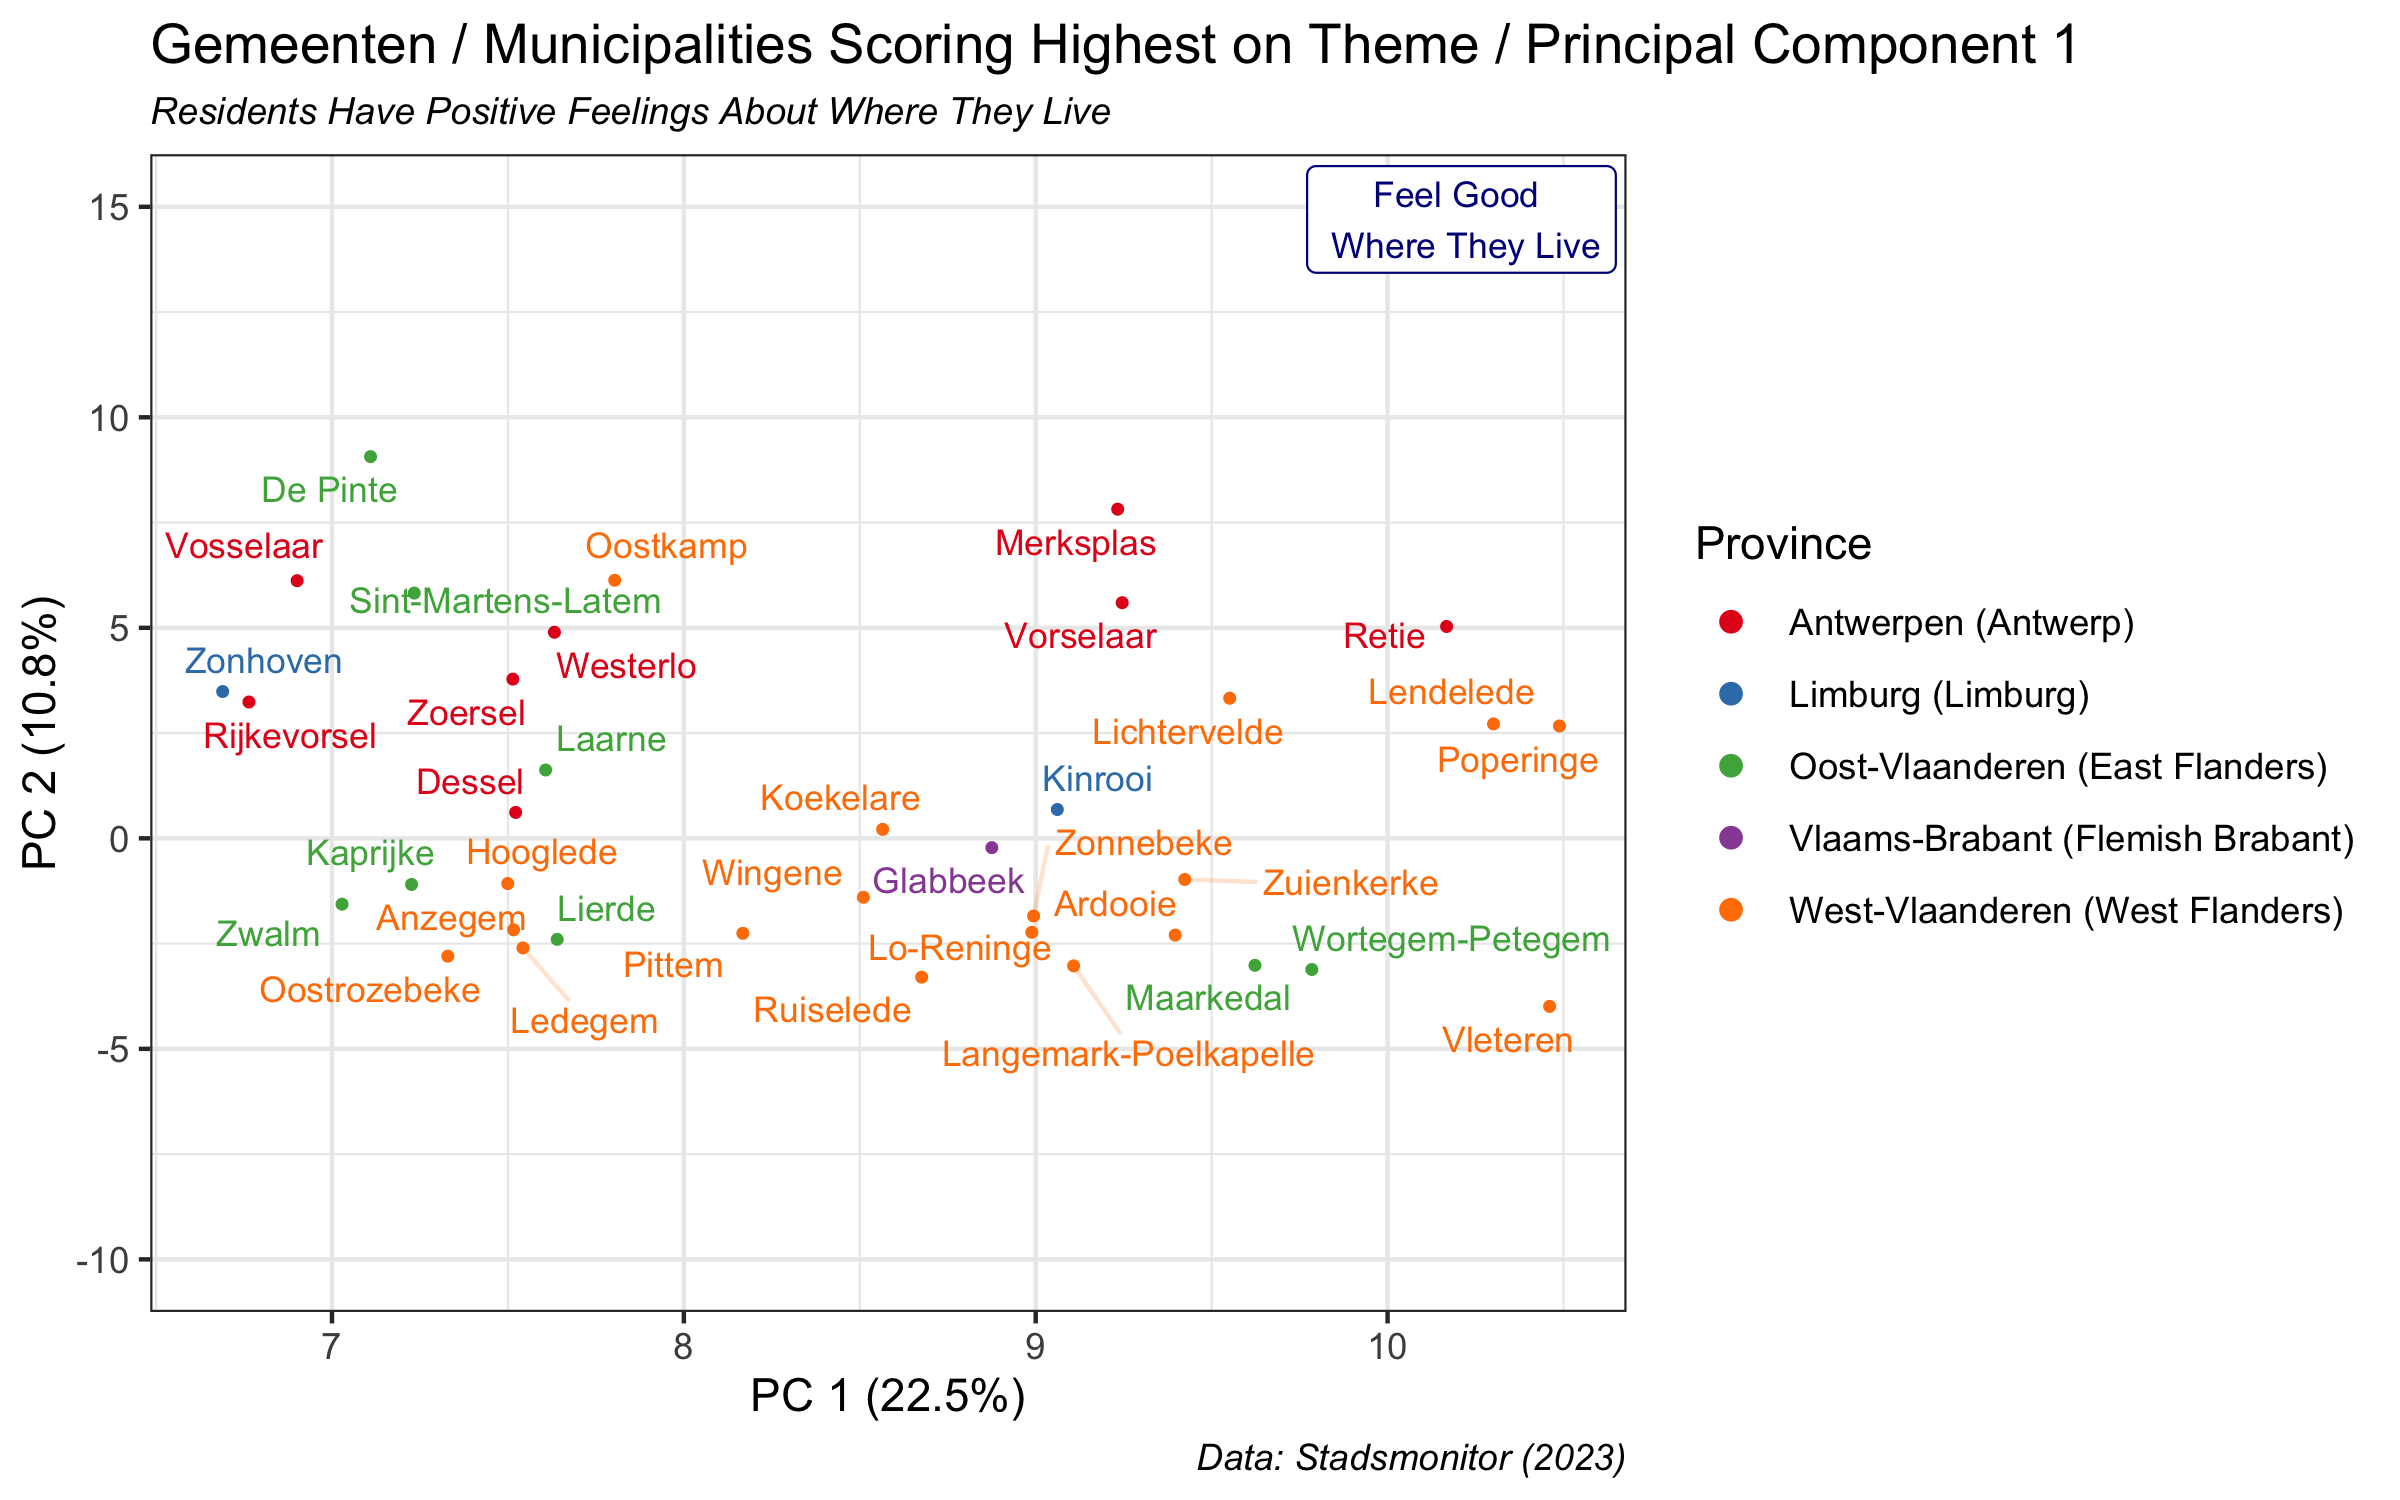 Gemeenten / Municipalities Scoring Highest on Theme / Principal Component 1
Residents Have Positive Feelings About Where They Live
Feel Good
Where They Live
15
10
5
0
-5
-10
PC 2 (10.8%)
De Pinte
Vosselaar
Oostkamp
Merksplas
Sint-Martens-Latem
Vorselaar
Retie
Zonhoven
Westerlo
Lendelede
Zoersel
Rijkevorsel
Laarne
Lichtervelde
Poperinge
Dessel
Kinrooi
Koekelare
Kaprijke
Hooglede
Zonnebeke
Wingene
Glabbeek
Zuienkerke
Ardooie
Anzegem
Lierde
Zwalm
Wortegem-Petegem
Lo-Reninge
Pittem
Oostrozebeke
Maarkedal
Ruiselede
Ledegem
Vleteren
Langemark-Poelkapelle
7
8
9
10
PC 1 (22.5%)
Province
Antwerpen (Antwerp)
Limburg (Limburg)
Oost-Vlaanderen (East Flanders)
Vlaams-Brabant (Flemish Brabant)
West-Vlaanderen (West Flanders)
Data: Stadsmonitor (2023)